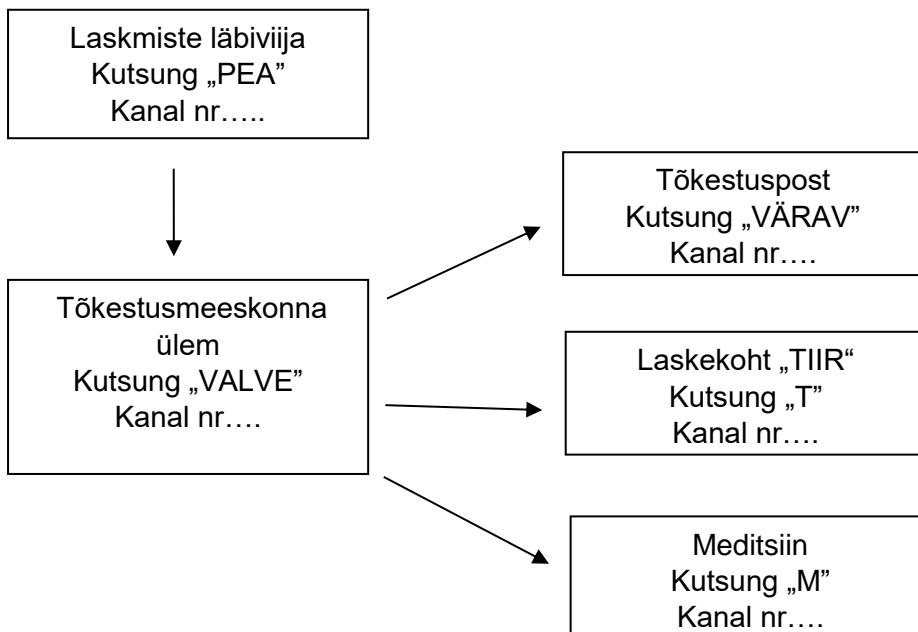 Laskmiste läbiviija
Kutsung „PEA”
Kanal nr…..
Tõkestusmeeskonna
ülem
Kutsung „VALVE”
Kanal nr….
Tõkestuspost
Kutsung „VÄRAV”
Kanal nr….
Laskekoht „TIIR“
Kutsung „T”
Kanal nr….
Meditsiin
Kutsung „M”
Kanal nr….